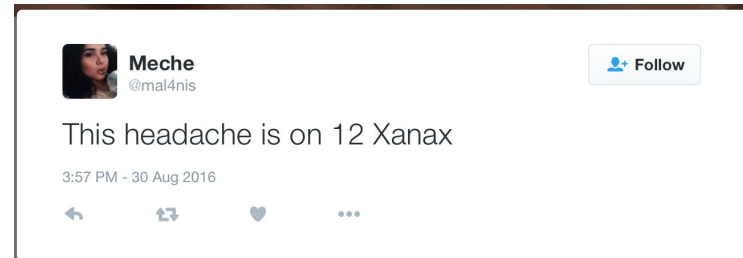 Meche
Follow
@mal4nis
This headache is on 12 Xanax
3:57 PM - 30 Aug 2016